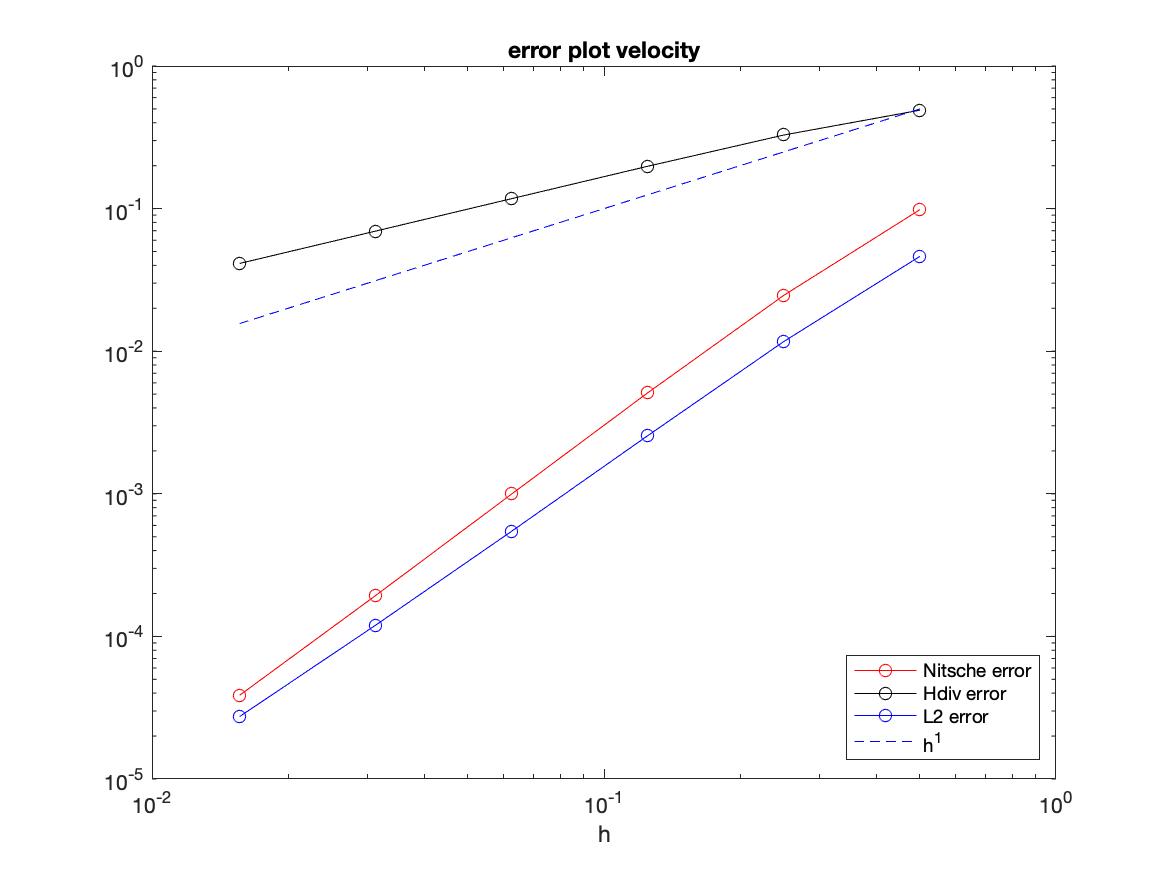 error plot velocity
10^0
10^-1
10^-2
10^-3
10^-4
10^-5
10^-2 10^-1 10^0
h
Nitsche error
Hdiv error
L2 error
h^1